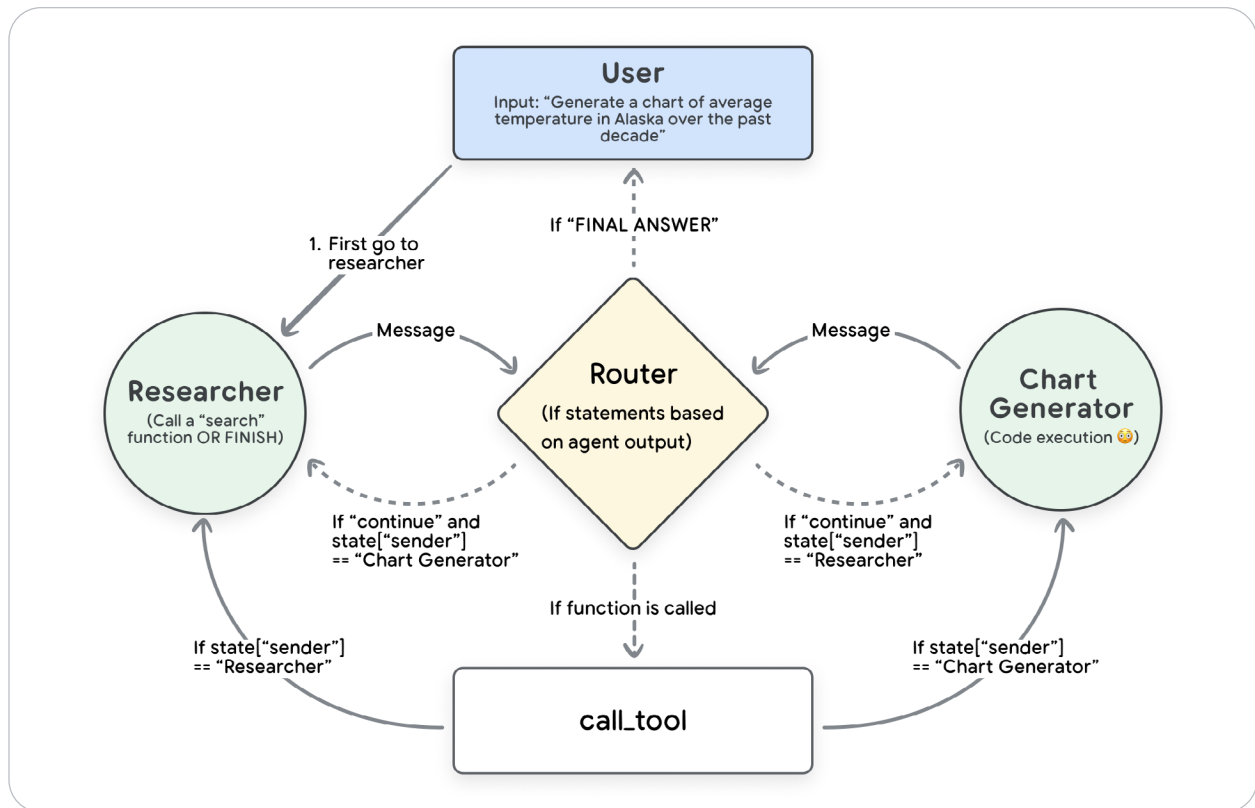 User
Input: “Generate a chart of average
temperature in Alaska over the past
decade”
If “FINAL ANSWER”
1. First go to
researcher
Message
Message
Researcher
(Call a “search”
function OR FINISH)
Router
(If statements based
on agent output)
Chart
Generator
(Code execution 😳)
If “continue” and
state[“sender”]
== “Chart Generator”
If “continue” and
state[“sender”]
== “Researcher”
If function is called
If state[“sender”]
== “Researcher”
If state[“sender”]
== “Chart Generator”
call_tool